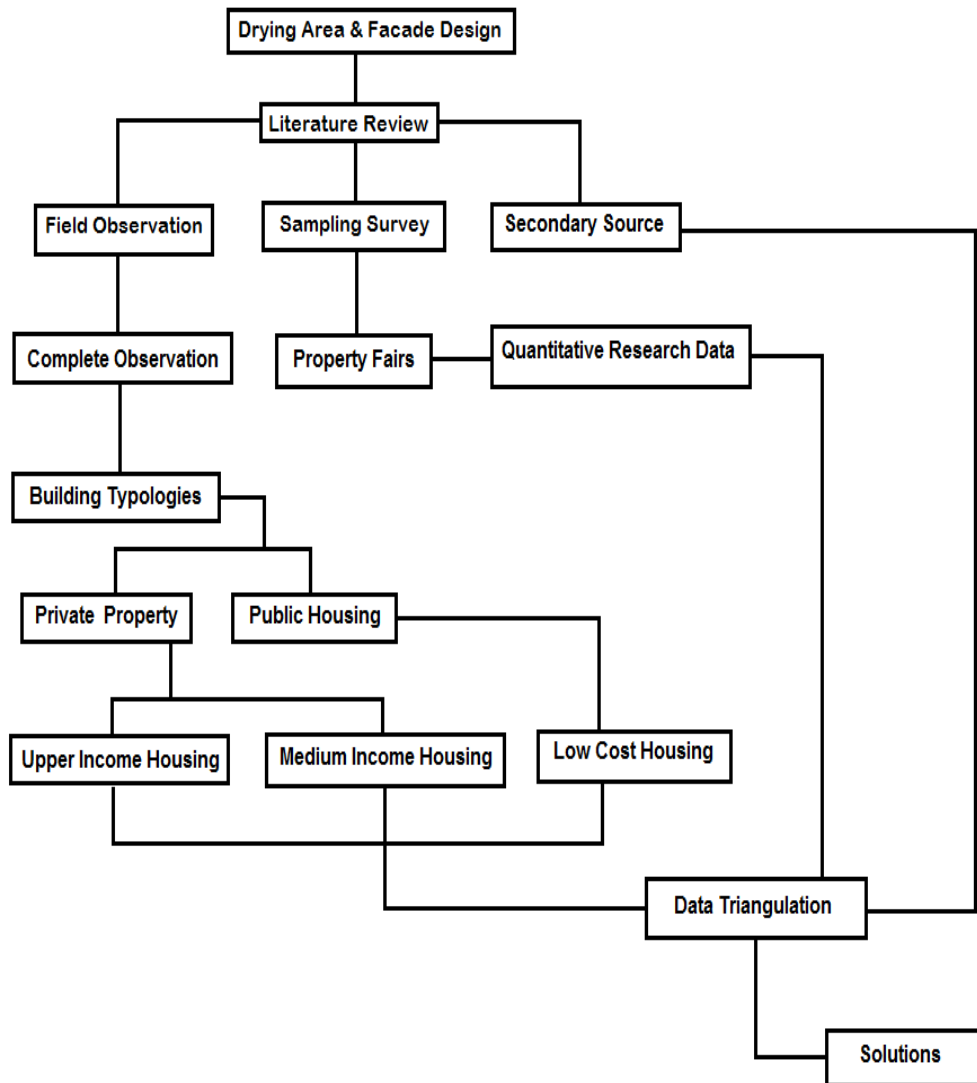 Drying Area & Facade Design
Literature Review
Field Observation
Sampling Survey
Secondary Source
Complete Observation
Property Fairs
Quantitative Research Data
Building Typologies
Private Property
Public Housing
Upper Income Housing
Medium Income Housing
Low Cost Housing
Data Triangulation
Solutions